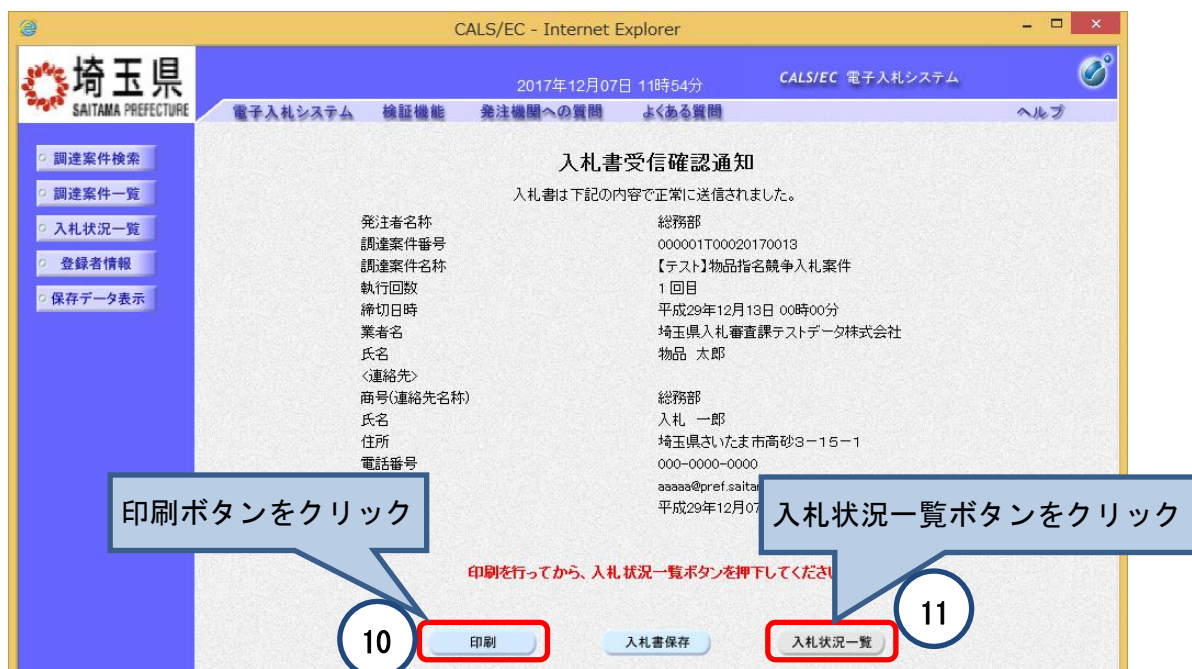 CALS/EC - Internet Explorer
埼玉県
SAITAMA PREFECTURE
2017年12月07日 11時54分
CALS/EC 電子入札システム
電子入札システム 検証機能 発注機関への質問 よくある質問 ヘルプ
調達案件検索
調達案件一覧
入札状況一覧
登録者情報
保存データ表示
入札書受信確認通知
入札書は下記の内容で正常に送信されました。
発注者名称 総務部
調達案件番号 000001T00020170013
調達案件名称 【テスト】物品指名競争入札案件
執行回数 1回目
締切日時 平成29年12月13日 00時00分
業者名 埼玉県入札審査課テストデータ株式会社
氏名 物品 太郎
<連絡先>
商号(連絡先名称) 総務部
氏名 入札 一郎
住所 埼玉県さいたま市高砂3-15-1
電話番号 000-0000-0000
aaaaa@pref.saita
平成29年12月07
印刷ボタンをクリック
入札状況一覧ボタンをクリック
印刷を行ってから、入札状況一覧ボタンを押下してくださ
10
印刷
入札書保存
入札状況一覧
11